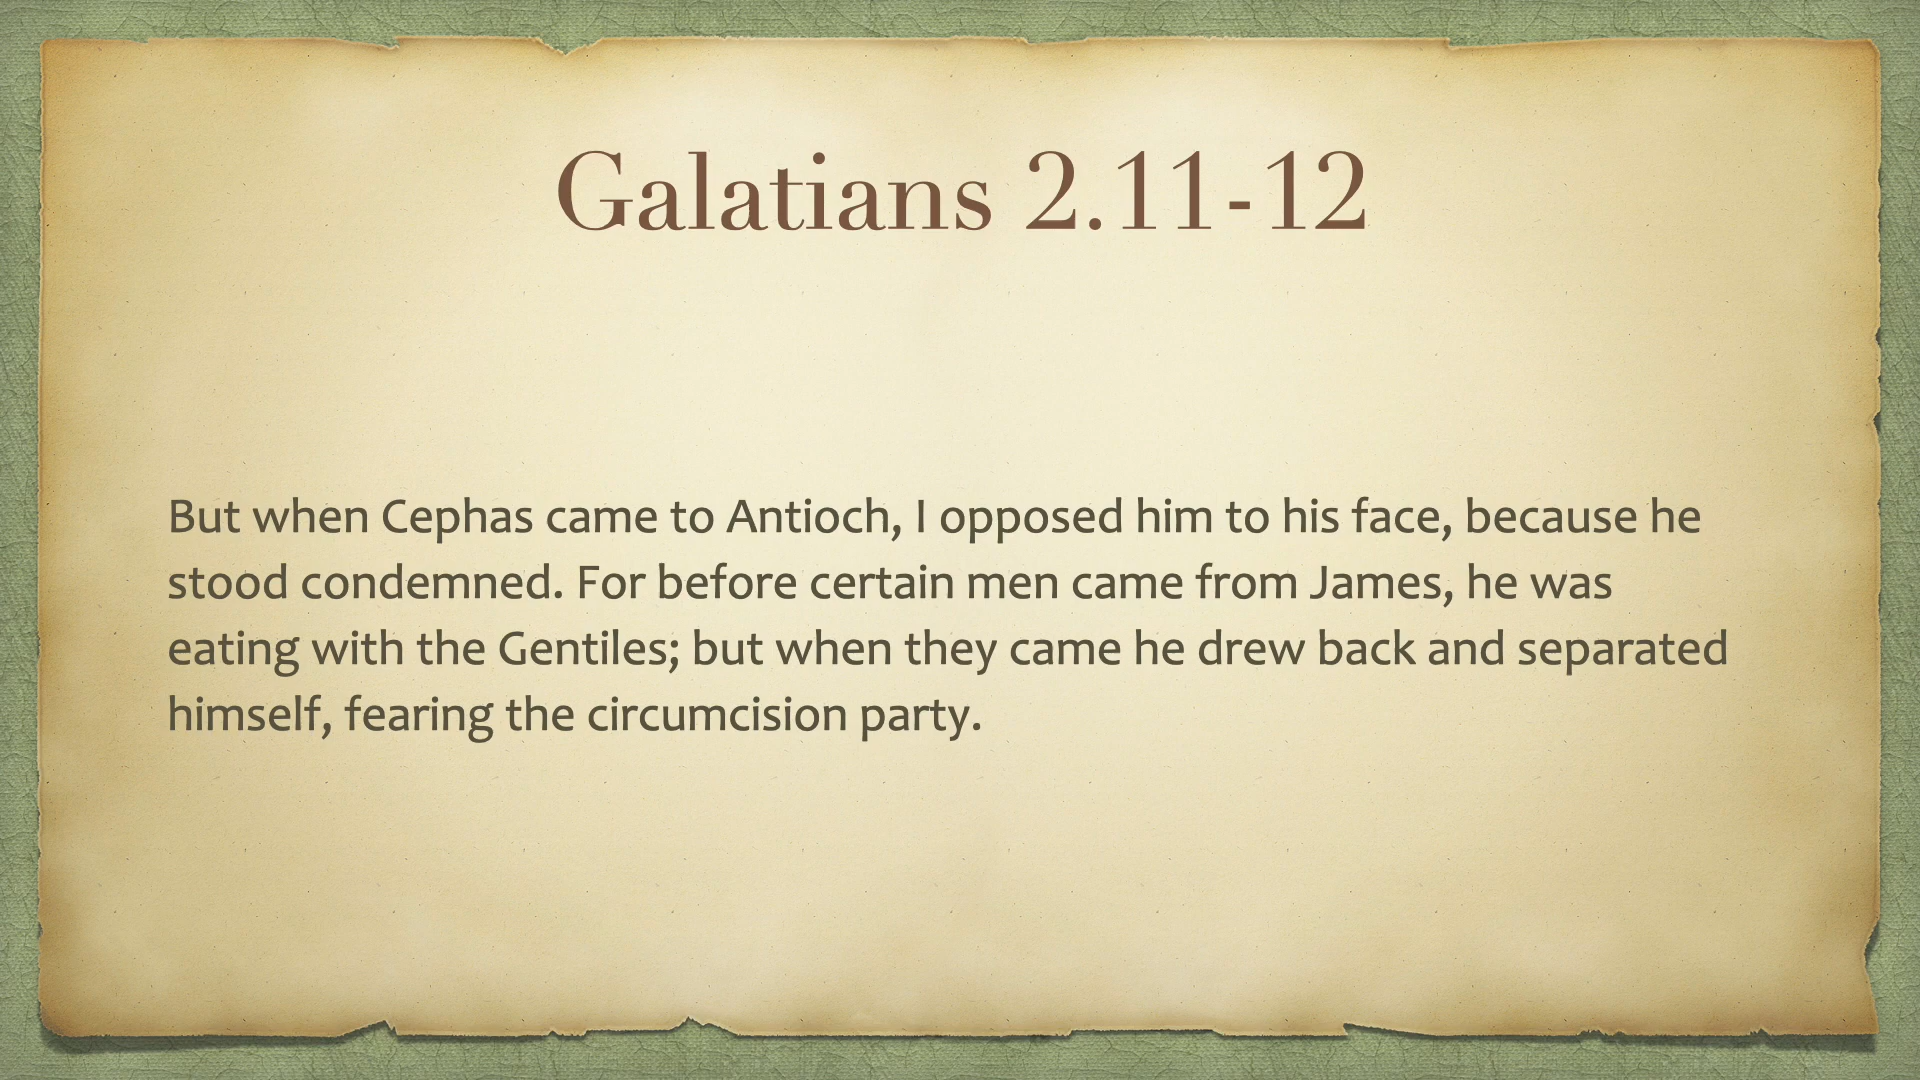 Galatians 2.11-12
But when Cephas came to Antioch, I opposed him to his face, because he
stood condemned. For before certain men came from James, he was
eating with the Gentiles; but when they came he drew back and separated
himself, fearing the circumcision party.